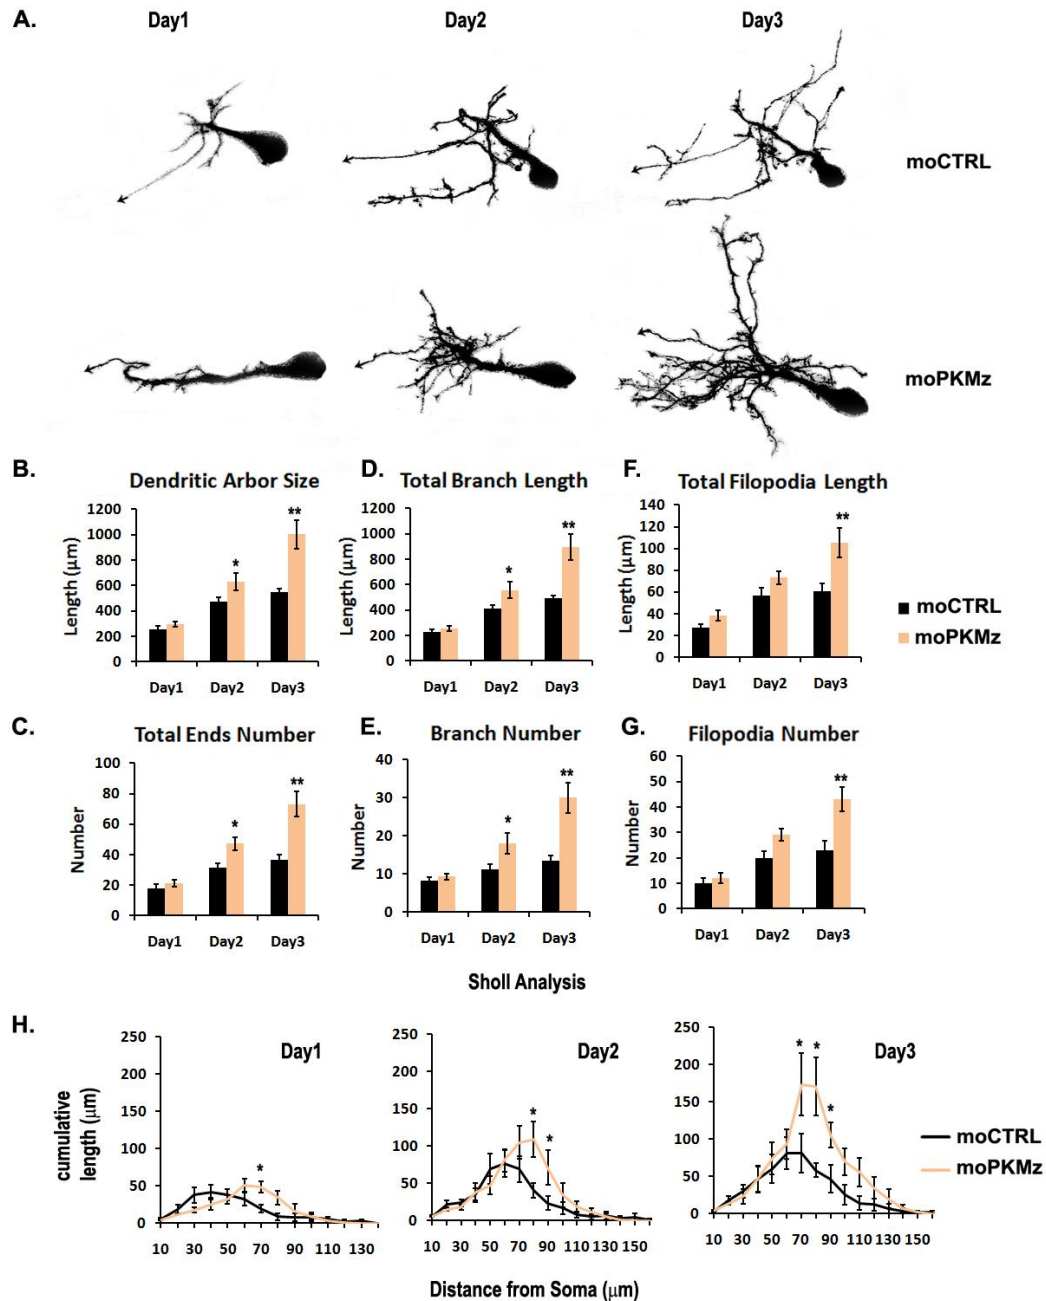 A. Day1 Day2 Day3
moCTRL
moPKMz
B. D. F.
Dendritic Arbor Size Total Branch Length Total Filopodia Length
Length (µm)
1200
1000
800
600
400
200
0
Day1 Day2 Day3
*
**
Length (µm)
1200
1000
800
600
400
200
0
Day1 Day2 Day3
*
**
Length (µm)
140
120
100
80
60
40
20
0
Day1 Day2 Day3
**
moCTRL
moPKMz
C. E. G.
Total Ends Number Branch Number Filopodia Number
Number
100
80
60
40
20
0
Day1 Day2 Day3
*
**
Number
40
30
20
10
0
Day1 Day2 Day3
*
**
Number
60
50
40
30
20
10
0
Day1 Day2 Day3
**
Sholl Analysis
H.
cumulative
length (µm)
Day1
250
200
150
100
50
0
*
10 30 50 70 90 110 130
Day2
250
200
150
100
50
0
* *
10 30 50 70 90 110 130 150
Day3
250
200
150
100
50
0
* * *
10 30 50 70 90 110 130 150
moCTRL
moPKMz
Distance from Soma (µm)